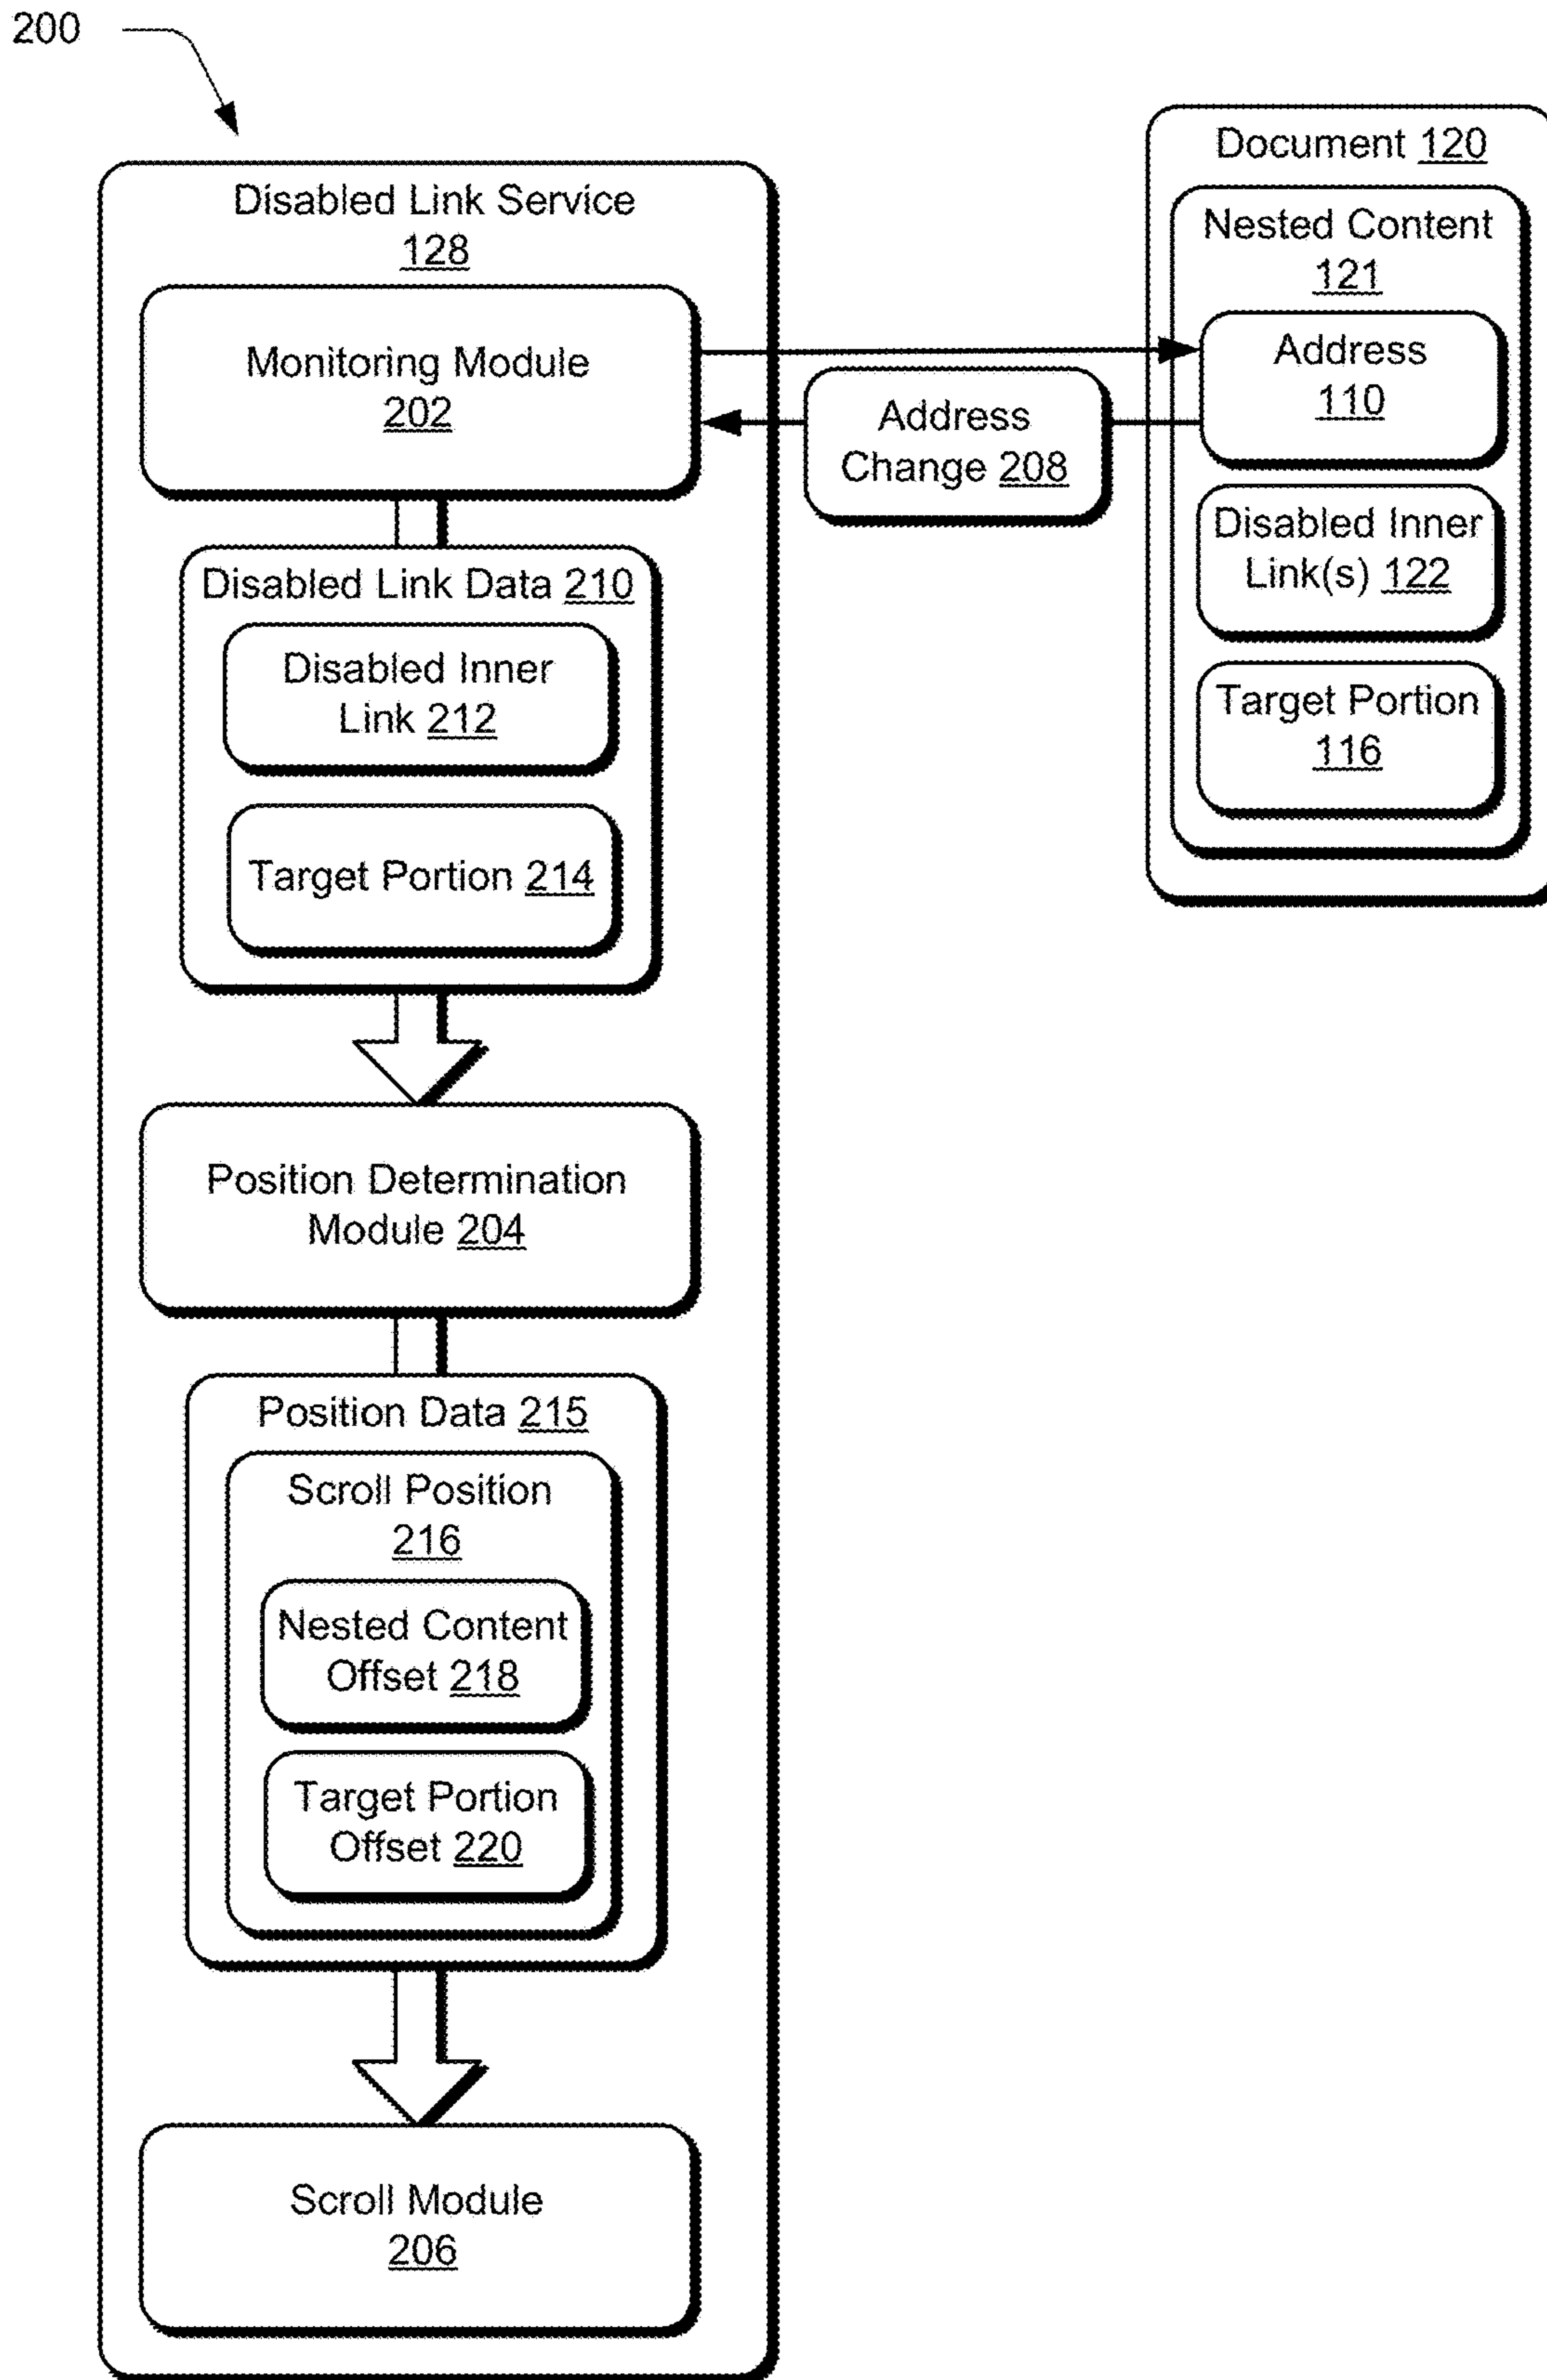 200
Disabled Link Service
128
Monitoring Module
202
Disabled Link Data 210
Disabled Inner
Link 212
Target Portion 214
Position Determination
Module 204
Position Data 215
Scroll Position
216
Nested Content
Offset 218
Target Portion
Offset 220
Scroll Module
206
Address
Change 208
Document 120
Nested Content
121
Address
110
Disabled Inner
Link(s) 122
Target Portion
116